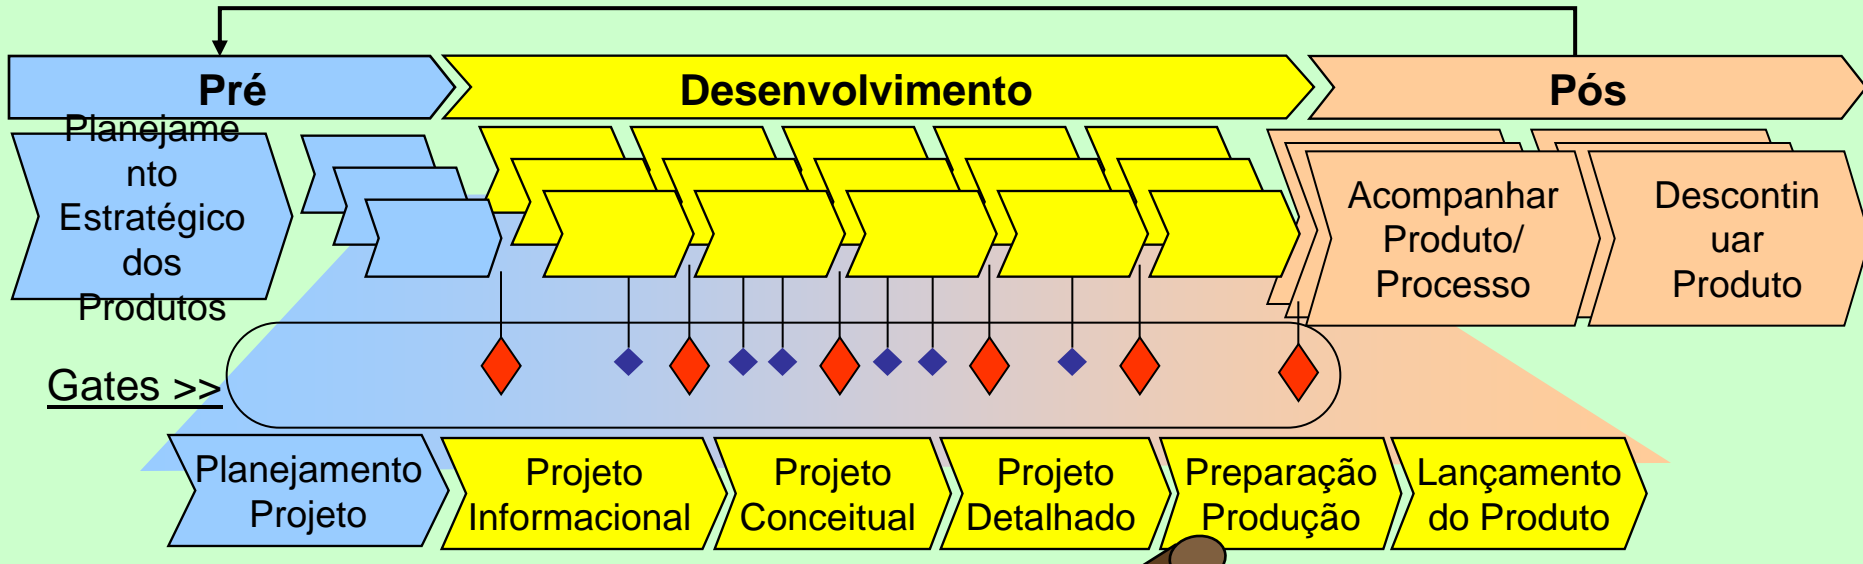 Pré
Desenvolvimento
Pós
Planejame
nto
Estratégico
dos
Produtos
Acompanhar
Produto/
Processo
Descontin
uar
Produto
Gates >>
Planejamento
Projeto
Projeto
Informacional
Projeto
Conceitual
Projeto
Detalhado
Preparação
Produção
Lançamento
do Produto